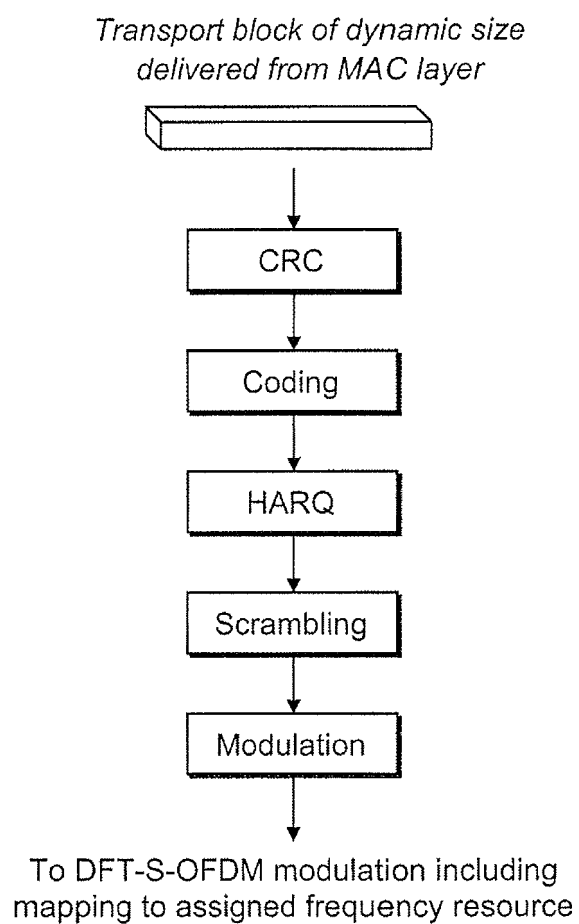 Transport block of dynamic size
delivered from MAC layer
CRC
Coding
HARQ
Scrambling
Modulation
To DFT-S-OFDM modulation including
mapping to assigned frequency resource